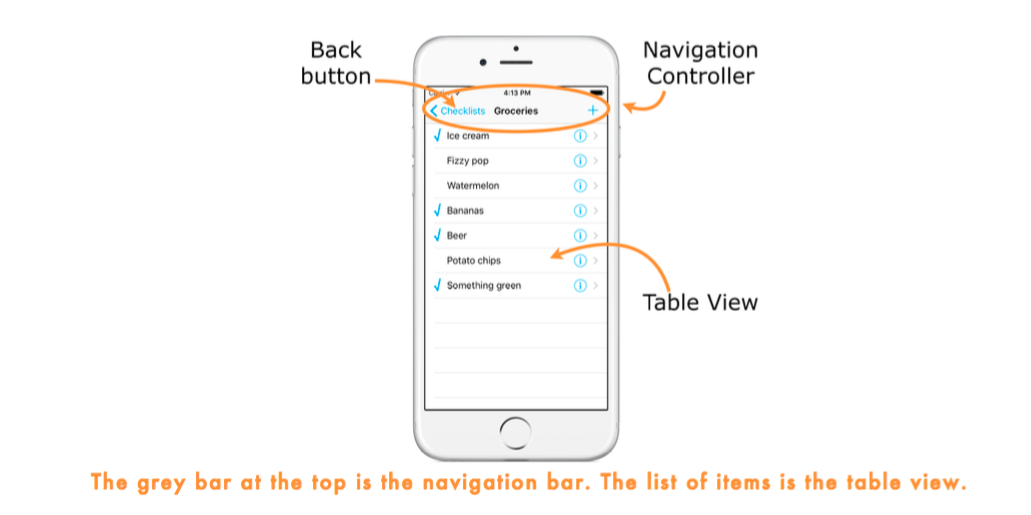 Back
button
Navigation
Controller
4:13 PM
Checklists Groceries +
Ice cream
Fizzy pop
Watermelon
Bananas
Beer
Potato chips
Something green
Table View
The grey bar at the top is the navigation bar. The list of items is the table view.